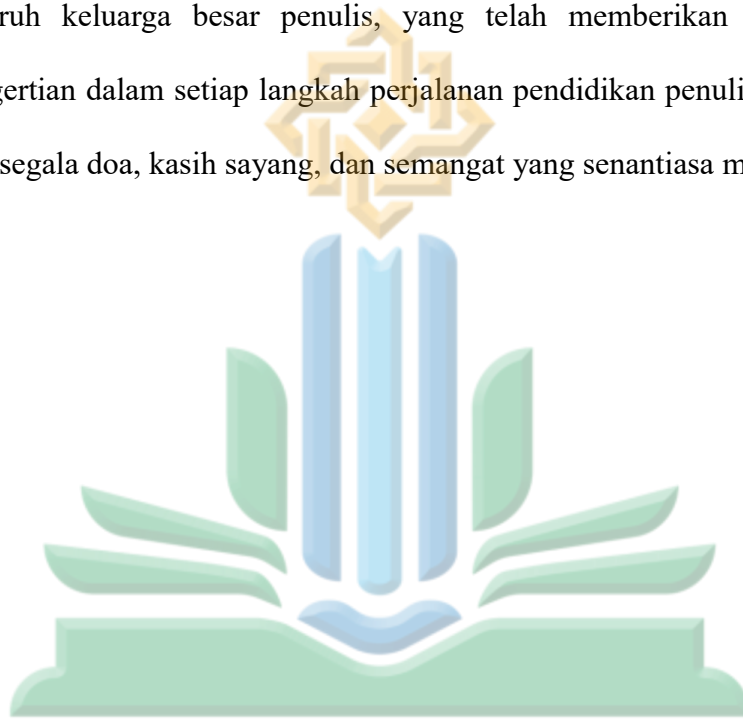 ruh keluarga besar penulis, yang telah memberikan
gertian dalam setiap langkah perjalanan pendidikan penuli
segala doa, kasih sayang, dan semangat yang senantiasa m